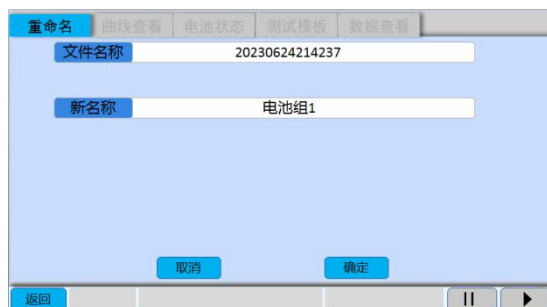 重命名 曲线查看 电池状态 测试模板 数据查看
文件名称 20230624214237
新名称 电池组1
取消 确定
返回